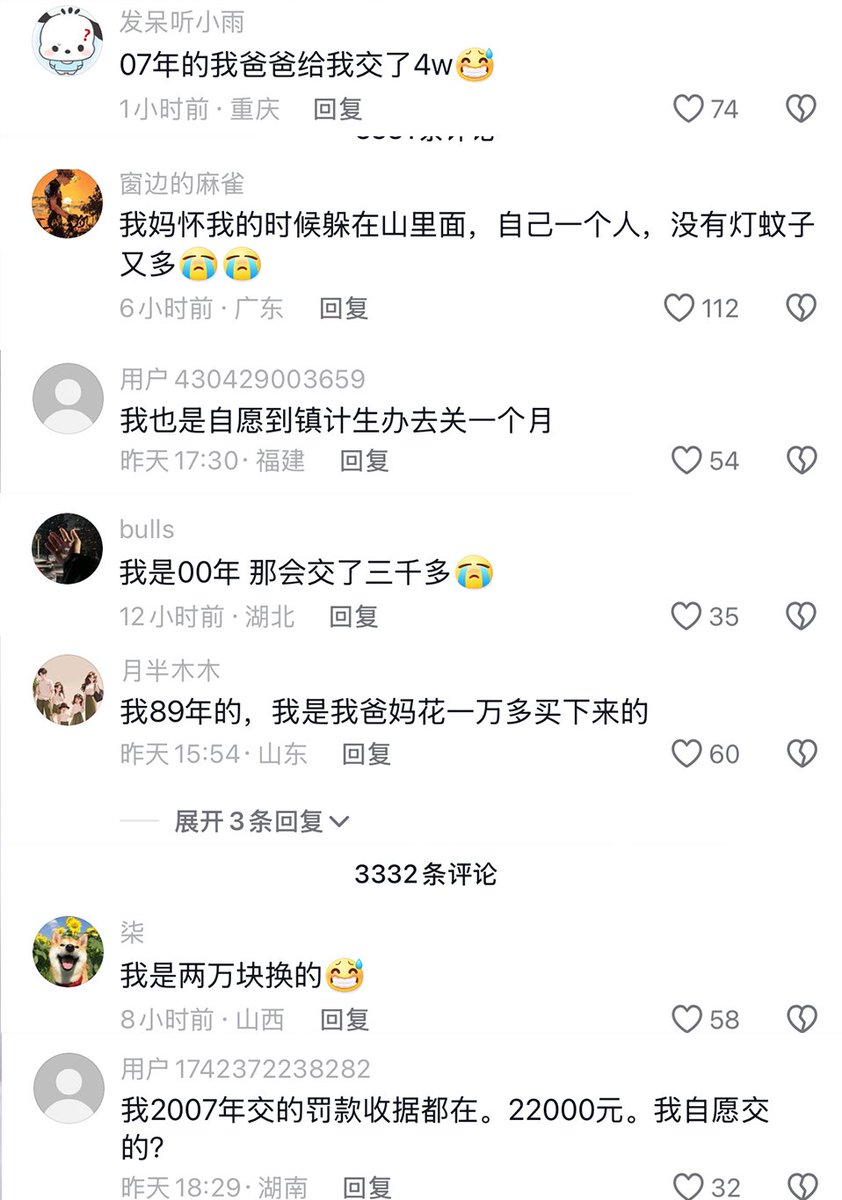 发呆听小雨
07年的我爸爸给我交了4w😅
1小时前 · 重庆 回复 74
窗边的麻雀
我妈怀我的时候躲在山里面，自己一个人，没有灯蚊子
又多😭😭
6小时前 · 广东 回复 112
用户430429003659
我也是自愿到镇计生办去关一个月
昨天17:30 · 福建 回复 54
bulls
我是00年 那会交了三千多😭
12小时前 · 湖北 回复 35
月半木木
我89年的，我是我爸妈花一万多买下来的
昨天15:54 · 山东 回复 60
展开3条回复
3332条评论
柒
我是两万块换的😅
8小时前 · 山西 回复 58
用户1742372238282
我2007年交的罚款收据都在。22000元。我自愿交
的?
昨天18:29 · 湖南 回复 32